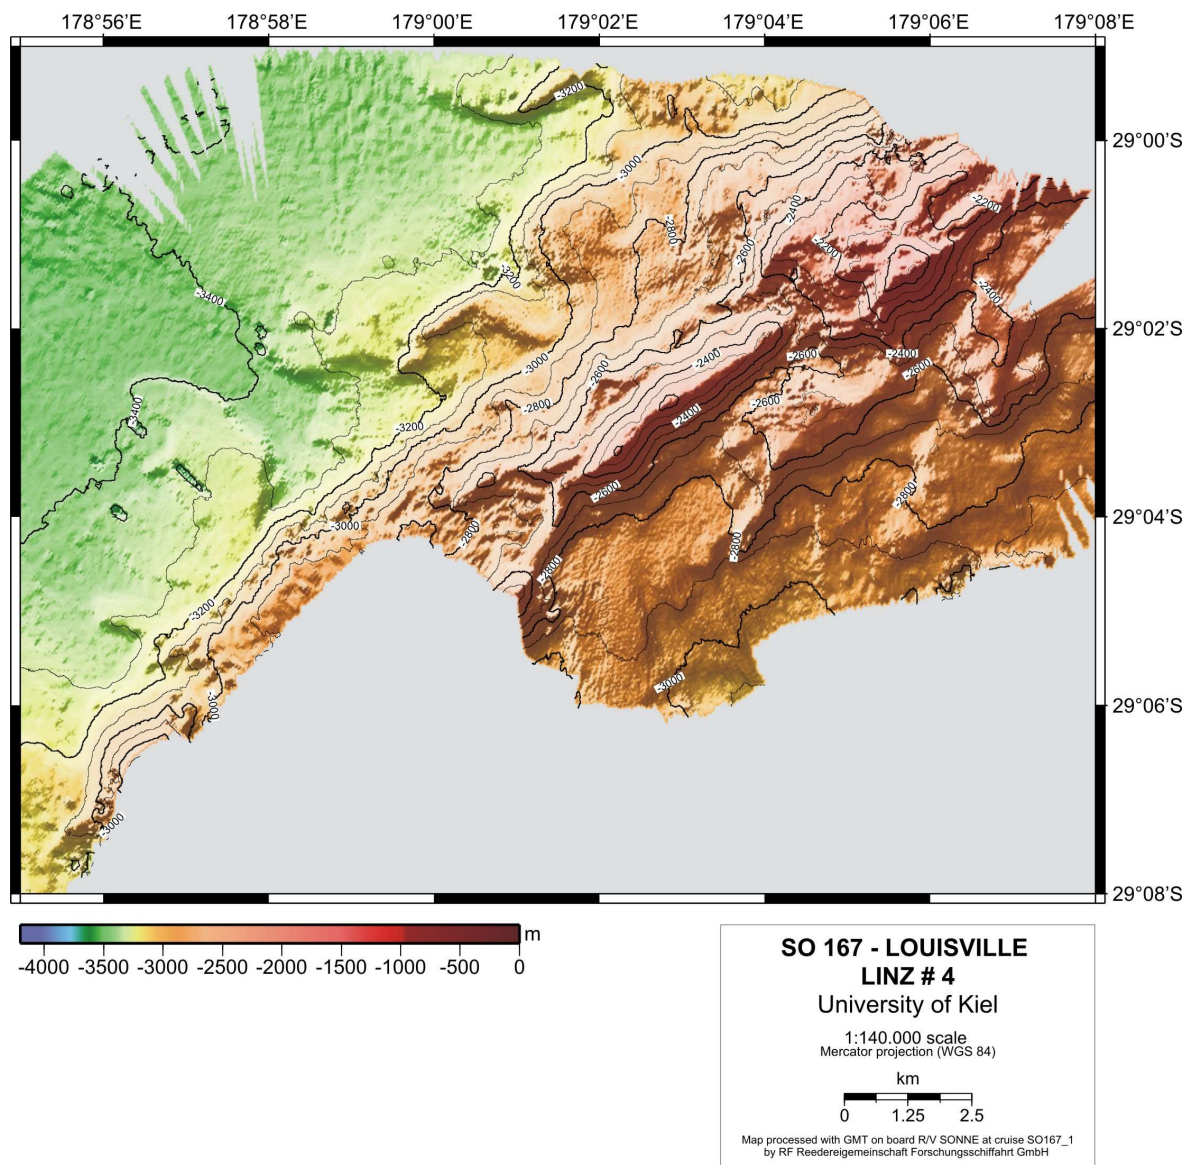 178°56'E 178°58'E 179°00'E 179°02'E 179°04'E 179°06'E 179°08'E
-3200
29°00'S
-3000
-2200
-2400
-2800
-2200
-2600
-3200
-3400
-2400
29°02'S
-2600
-2400
-2400
-3000
-2600
-2600
-2600
-3400
-2800
-2400
-3200
-2600
-2800
29°04'S
-3000
-2800
-2800
-2800
-3200
-3000
-3000
29°06'S
-3000
29°08'S
m
-4000 -3500 -3000 -2500 -2000 -1500 -1000 -500 0
SO 167 - LOUISVILLE
LINZ # 4
University of Kiel
1:140.000 scale
Mercator projection (WGS 84)
km
0 1.25 2.5
Map processed with GMT on board R/V SONNE at cruise SO167_1
by RF Reedereigemeinschaft Forschungsschiffahrt GmbH